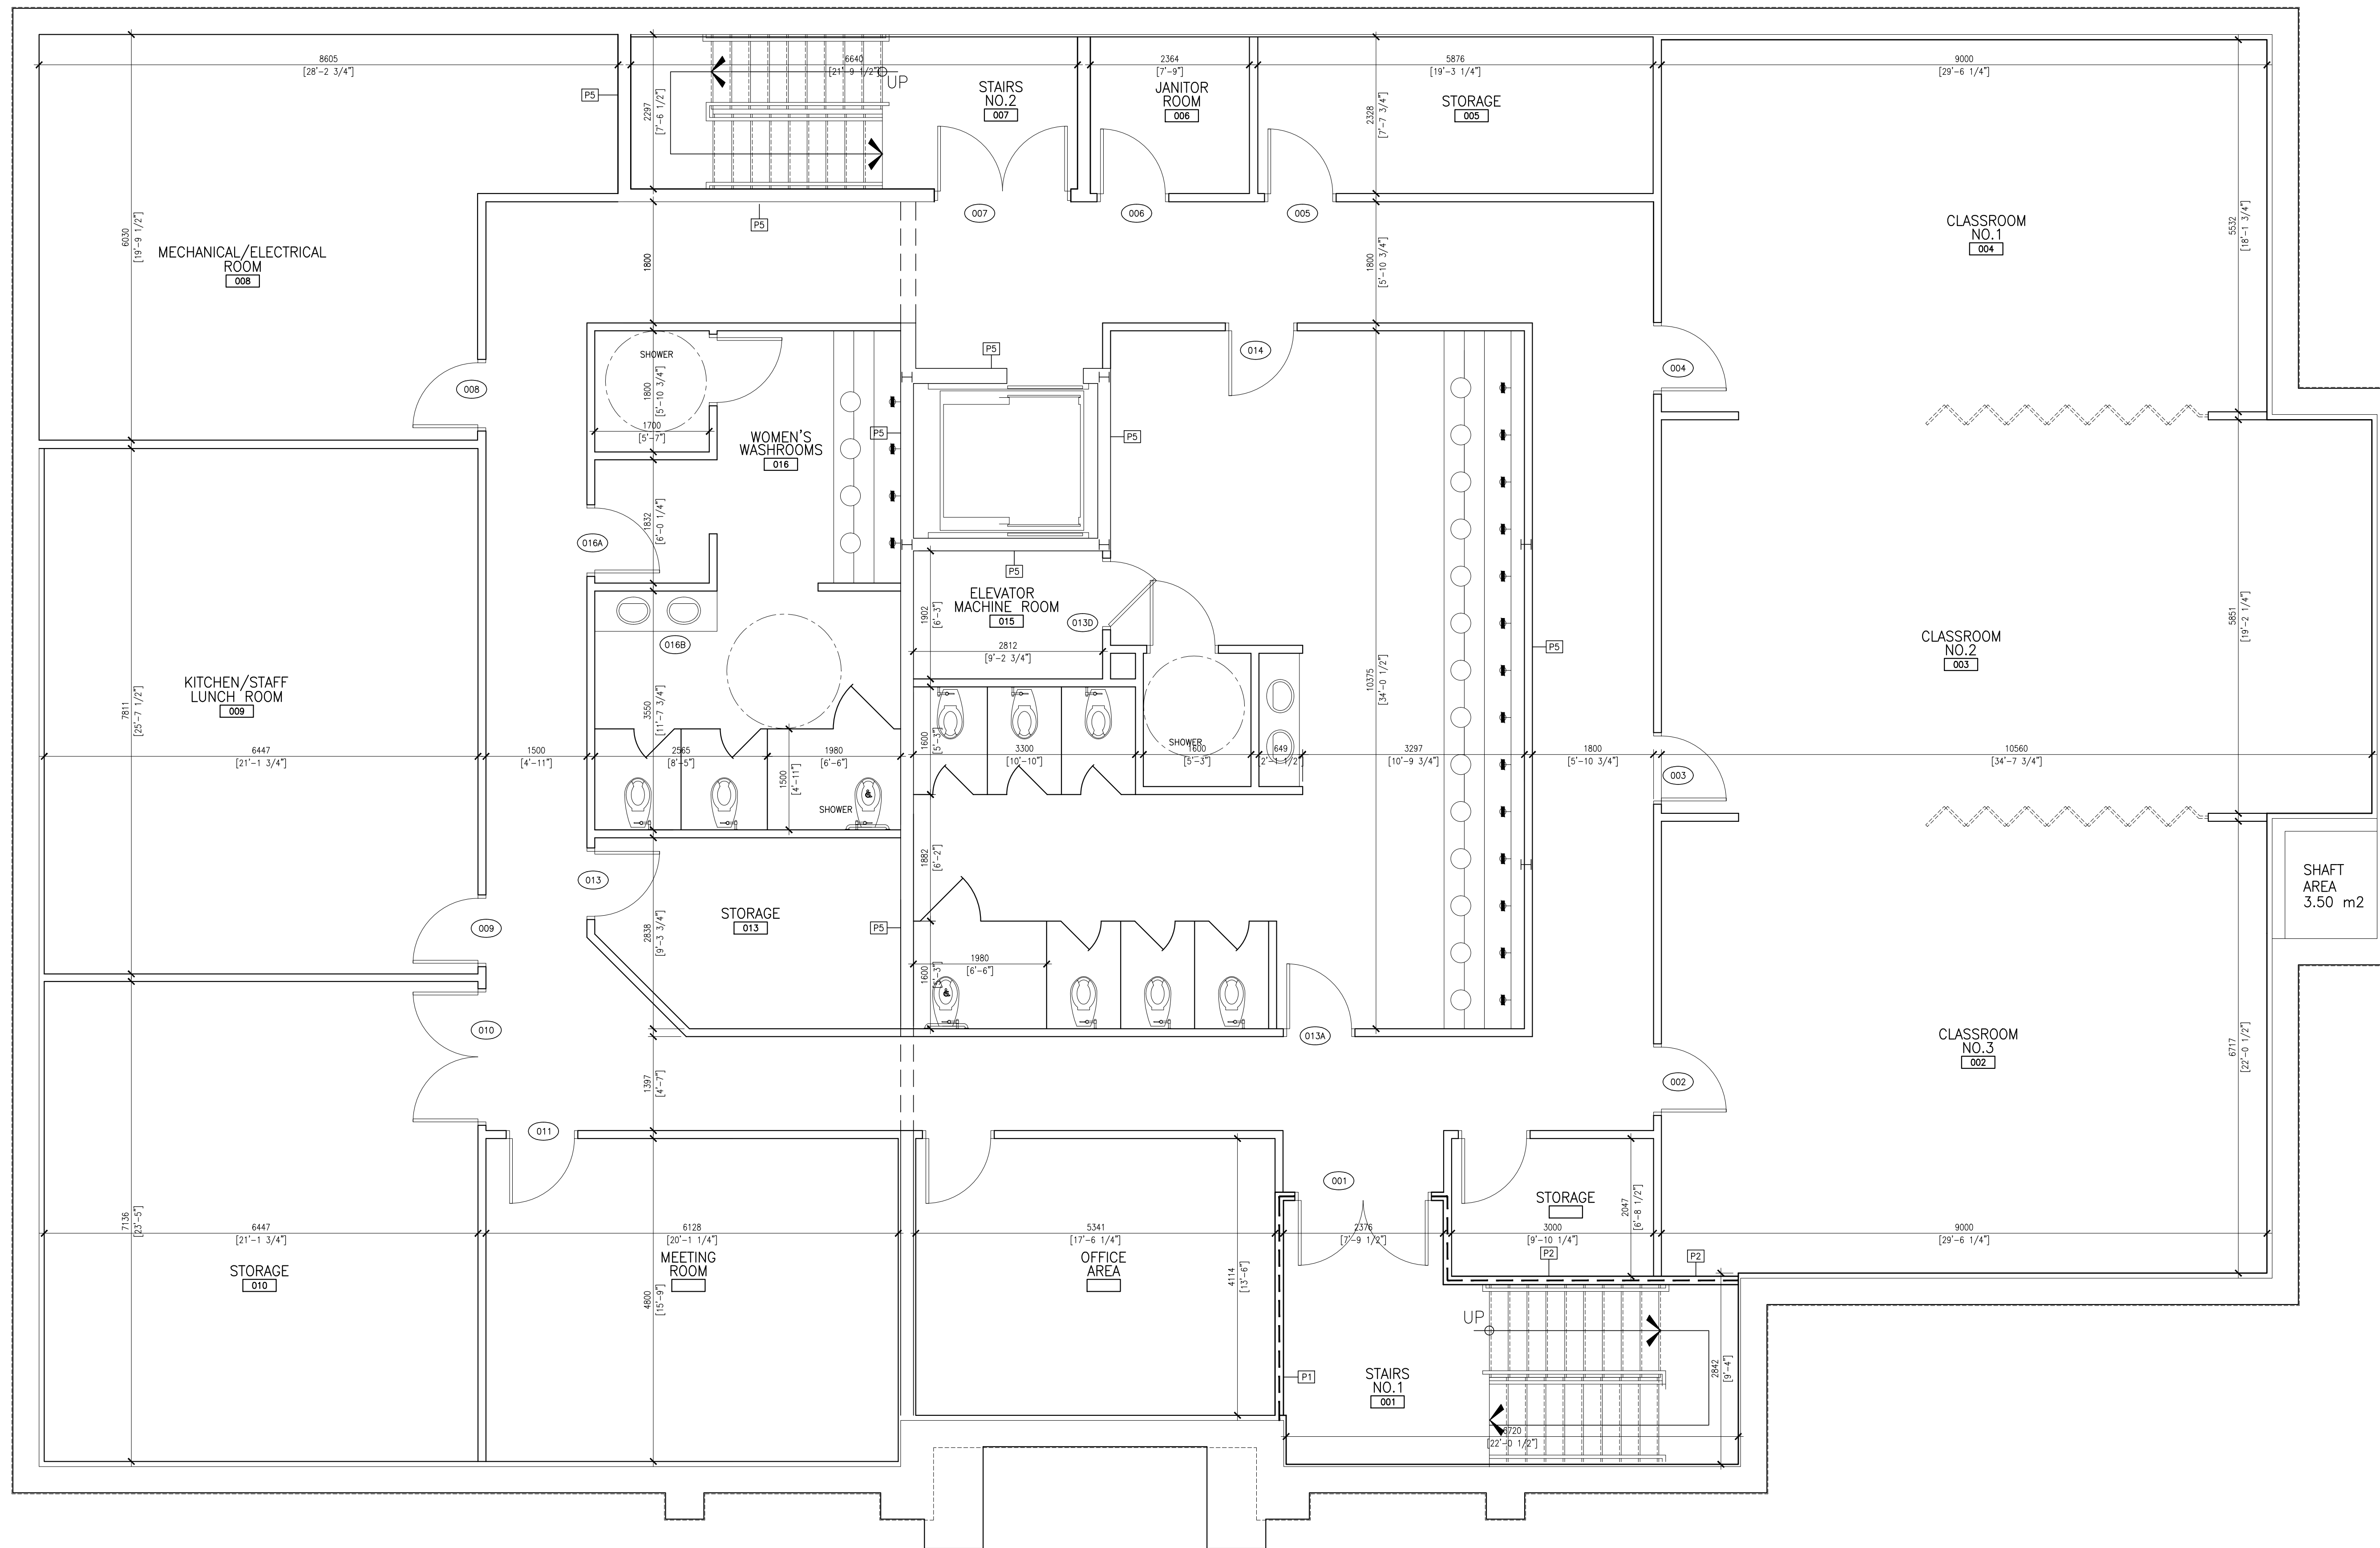 8605
[28'-2 3/4"]
6640
[21'-9 1/2"]
2364
[7'-9"]
5876
[19'-3 1/4"]
9000
[29'-6 1/4"]
UP
P5
2297
[7'-6 1/2"]
STAIRS
NO.2
007
JANITOR
ROOM
006
STORAGE
005
2328
[7'-7 3/4"]
007
006
005
P5
6030
[19'-9 1/2"]
MECHANICAL/ELECTRICAL
ROOM
008
1800
1800
[5'-10 3/4"]
CLASSROOM
NO.1
004
5532
[18'-1 3/4"]
SHOWER
P5
014
004
008
1800
[5'-10 3/4"]
1700
[5'-7"]
WOMEN'S
WASHROOMS
016
P5
P5
1832
[6'-0 1/4"]
016A
P5
ELEVATOR
MACHINE ROOM
015
1902
[6'-3"]
013D
2812
[9'-2 3/4"]
016B
P5
10375
[34'-0 1/2"]
CLASSROOM
NO.2
003
5851
[19'-2 1/4"]
KITCHEN/STAFF
LUNCH ROOM
009
7811
[25'-7 1/2"]
3550
[11'-7 3/4"]
6447
[21'-1 3/4"]
1500
[4'-11"]
2565
[8'-5"]
1980
[6'-6"]
1500
[4'-11"]
SHOWER
1600
[5'-3"]
3300
[10'-10"]
SHOWER
1600
[5'-3"]
649
[2'-1 1/2"]
3297
[10'-9 3/4"]
1800
[5'-10 3/4"]
003
10560
[34'-7 3/4"]
013
1882
[6'-2"]
SHAFT
AREA
3.50 m2
STORAGE
013
P5
009
2838
[9'-3 3/4"]
1980
[6'-6"]
1600
[5'-3"]
010
013A
CLASSROOM
NO.3
002
6717
[22'-0 1/2"]
1397
[4'-7"]
002
011
001
STORAGE
2047
[6'-8 1/2"]
7136
[23'-5"]
6447
[21'-1 3/4"]
6128
[20'-1 1/4"]
5341
[17'-6 1/4"]
2376
[7'-9 1/2"]
3000
[9'-10 1/4"]
9000
[29'-6 1/4"]
P2
P2
STORAGE
010
MEETING
ROOM
OFFICE
AREA
4800
[15'-9"]
4114
[13'-6"]
UP
P1
STAIRS
NO.1
001
2842
[9'-4"]
6720
[22'-0 1/2"]